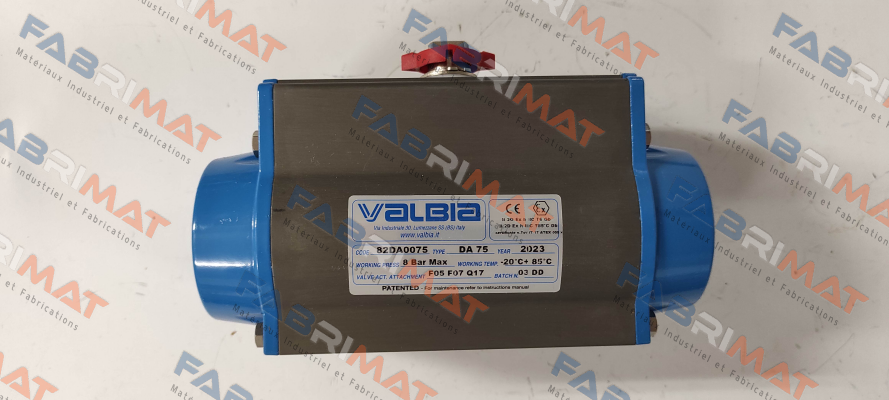 VALBIA
Via Industriale 30, Lumezzane SS.(BS) Italy
www.valbia.it
CE Ex
CODE 82DA0075 TYPE DA 75 YEAR 2023
WORKING PRESS. 8 Bar Max WORKING TEMP. -20°C+ 85°C
VALVE/ACT. ATTACHMENT F05 F07 Q17 BATCH N. 03 DD
PATENTED - For maintenance refer to instructions manual
FABRIMAT
Materiaux Industriel et Fabrications